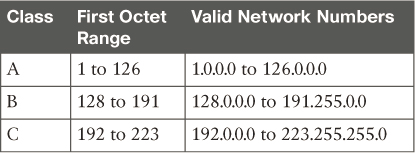 Class First Octet Range Valid Network Numbers
A 1 to 126 1.0.0.0 to 126.0.0.0
B 128 to 191 128.0.0.0 to 191.255.0.0
C 192 to 223 192.0.0.0 to 223.255.255.0